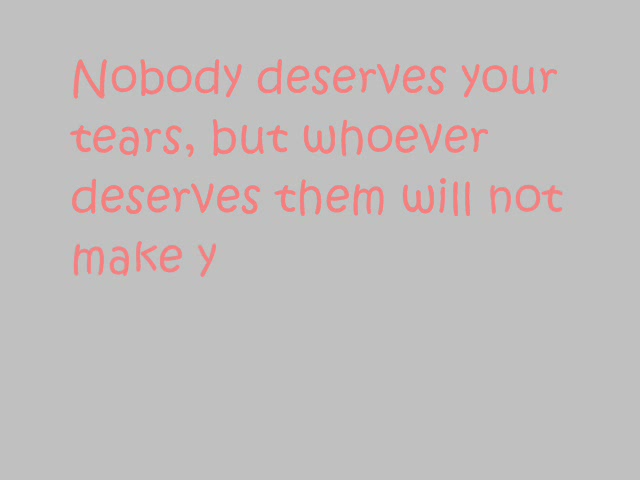 Nobody deserves your
tears, but whoever
deserves them will not
make y